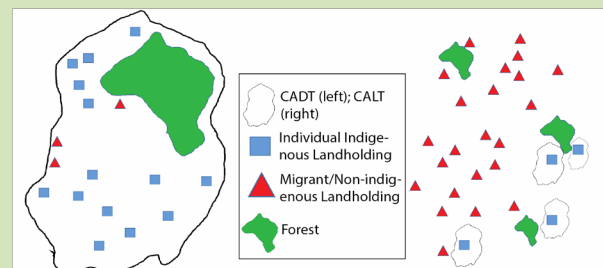 CADT (left); CALT
(right)
Individual Indige-
nous Landholding
Migrant/Non-indig-
enous Landholding
Forest